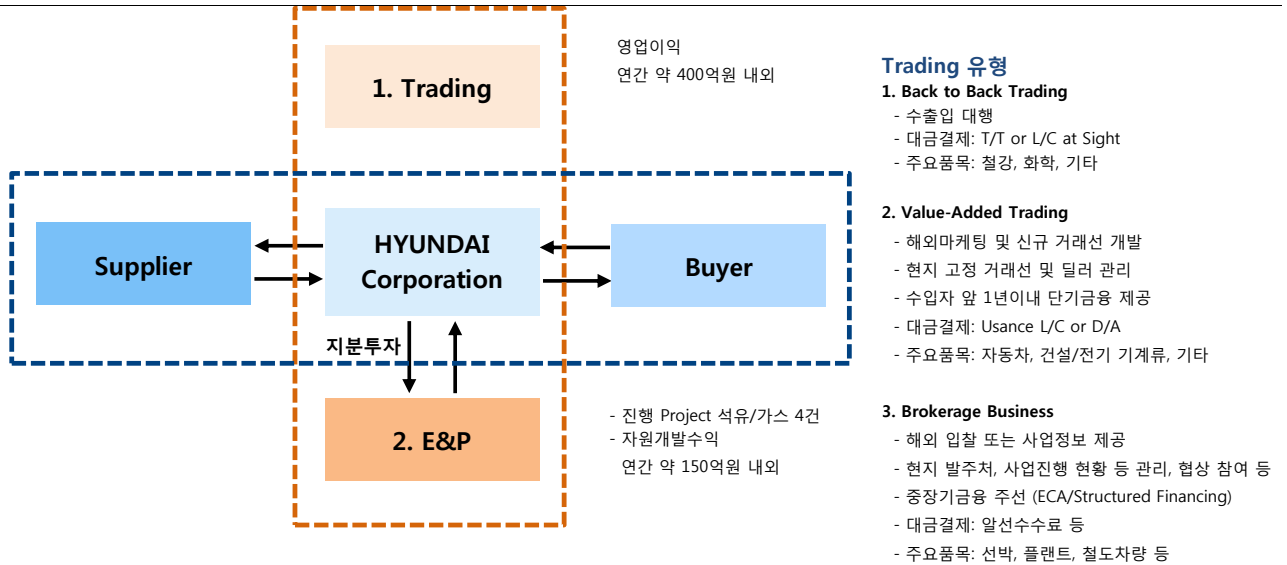 1. Trading
영업이익
연간 약 400억원 내외
Supplier
HYUNDAI
Corporation
Buyer
지분투자
2. E&P
- 진행 Project 석유/가스 4건
- 자원개발수익
연간 약 150억원 내외
Trading 유형
1. Back to Back Trading
- 수출입 대행
- 대금결제: T/T or L/C at Sight
- 주요품목: 철강, 화학, 기타
2. Value-Added Trading
- 해외마케팅 및 신규 거래선 개발
- 현지 고정 거래선 및 딜러 관리
- 수입자 앞 1년이내 단기금융 제공
- 대금결제: Usance L/C or D/A
- 주요품목: 자동차, 건설/전기 기계류, 기타
3. Brokerage Business
- 해외 입찰 또는 사업정보 제공
- 현지 발주처, 사업진행 현황 등 관리, 협상 참여 등
- 중장기금융 주선 (ECA/Structured Financing)
- 대금결제: 알선수수료 등
- 주요품목: 선박, 플랜트, 철도차량 등